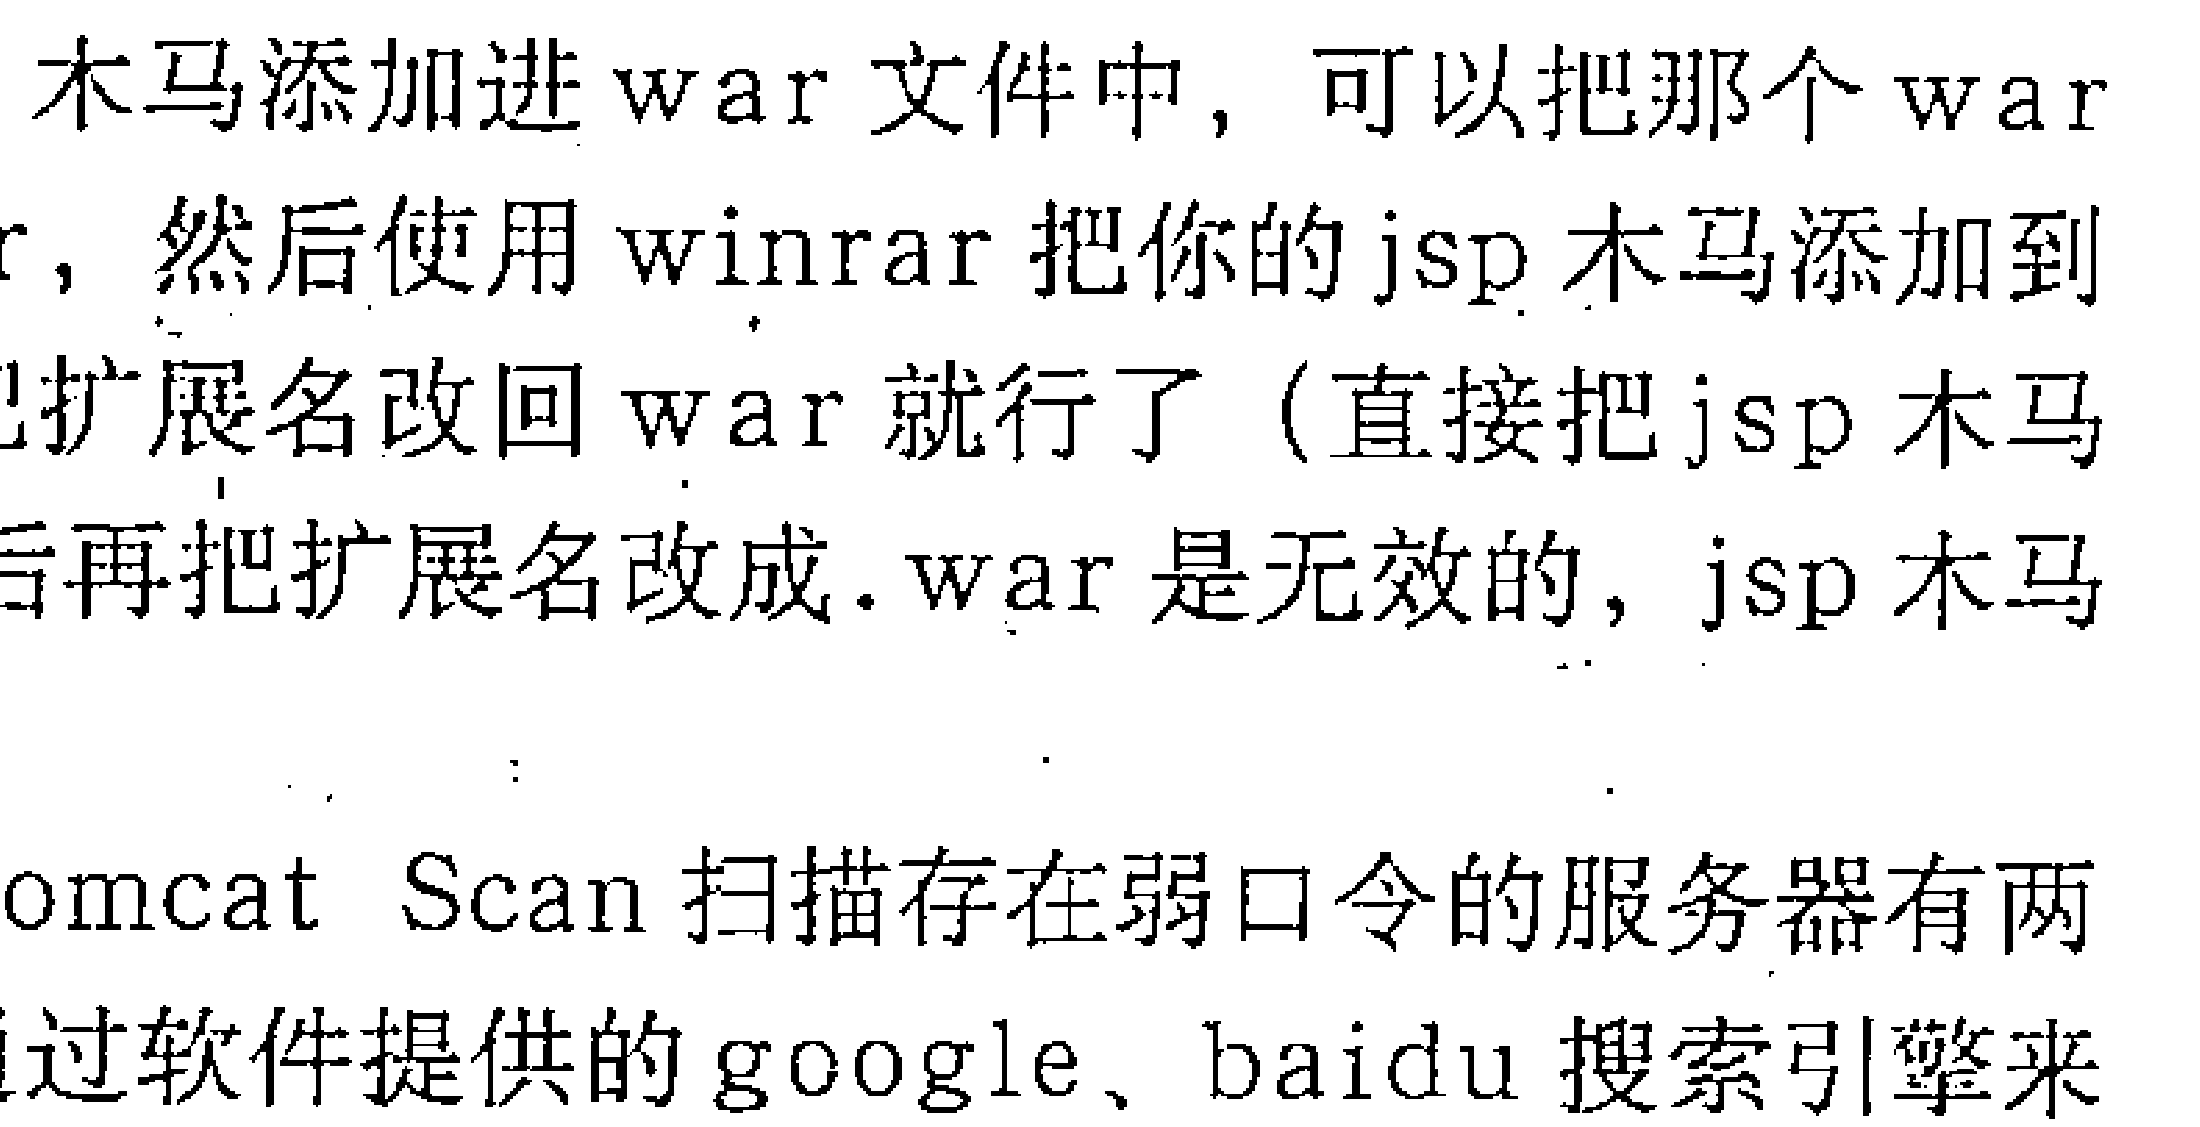 木马添加进 war 文件中，可以把那个 war
r，然后使用 winrar 把你的 jsp 木马添加到
扩展名改回 war 就行了（直接把 jsp 木马
后再把扩展名改成.war 是无效的，jsp 木马
omcat Scan 扫描存在弱口令的服务器有两
过软件提供的 google、baidu 搜索引擎来